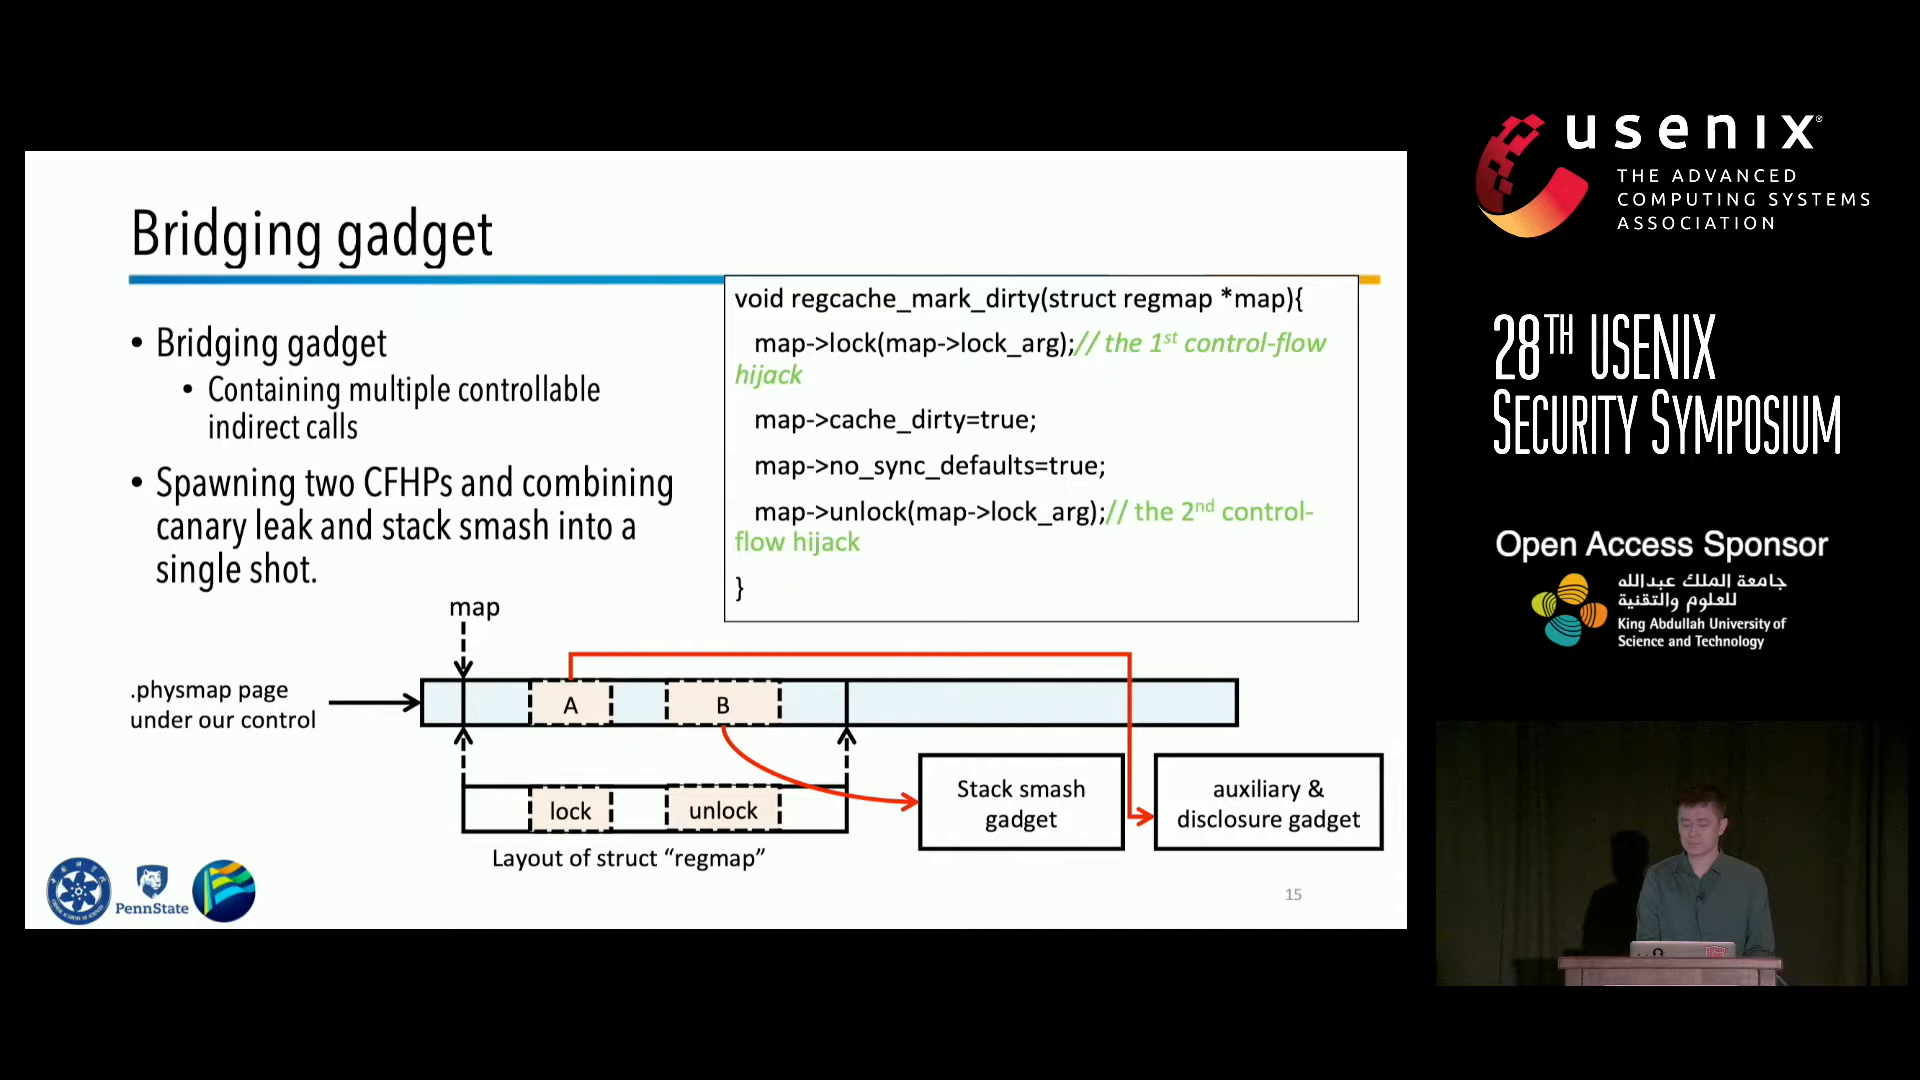 Bridging gadget
• Bridging gadget
• Containing multiple controllable
indirect calls
• Spawning two CFHPs and combining
canary leak and stack smash into a
single shot.
void regcache_mark_dirty(struct regmap *map){
map->lock(map->lock_arg);// the 1st control-flow
hijack
map->cache_dirty=true;
map->no_sync_defaults=true;
map->unlock(map->lock_arg);// the 2nd control-
flow hijack
}
map
.physmap page
under our control
A
B
lock
unlock
Layout of struct “regmap”
Stack smash
gadget
auxiliary &
disclosure gadget
PennState
15
usenix®
THE ADVANCED
COMPUTING SYSTEMS
ASSOCIATION
28TH USENIX
SECURITY SYMPOSIUM
Open Access Sponsor
جامعة الملك عبدالله
للعلوم والتقنية
King Abdullah University of
Science and Technology